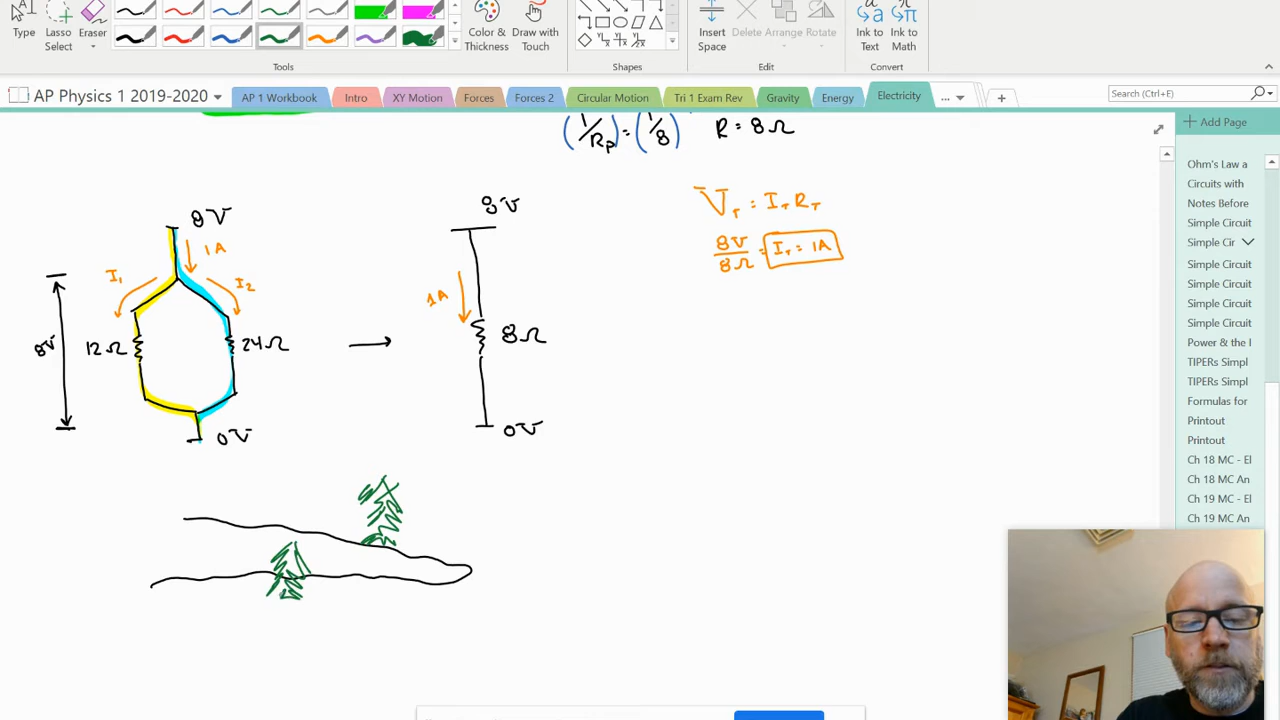 Type
Lasso Select
Eraser
Color & Thickness
Draw with Touch
Insert Space
Delete
Arrange
Rotate
Ink to Text
Ink to Math
Tools
Shapes
Edit
Convert
AP Physics 1 2019-2020
AP 1 Workbook
Intro
XY Motion
Forces
Forces 2
Circular Motion
Tri 1 Exam Rev
Gravity
Energy
Electricity
...
Search (Ctrl+E)
Add Page
Ohm's Law a
Circuits with
Notes Before
Simple Circuit
Simple Cir
Simple Circuit
Simple Circuit
Simple Circuit
Simple Circuit
Power & the I
TIPERs Simpl
TIPERs Simpl
Formulas for
Printout
Printout
Ch 18 MC - El
Ch 18 MC An
Ch 19 MC - El
Ch 19 MC An
(1/Rp) = (1/8)
R = 8Ω
8V
1A
I₁
I₂
8V
12Ω
24Ω
0V
8V
1A
8Ω
0V
V_T = I_T R_T
8V/8Ω = I_T = 1A